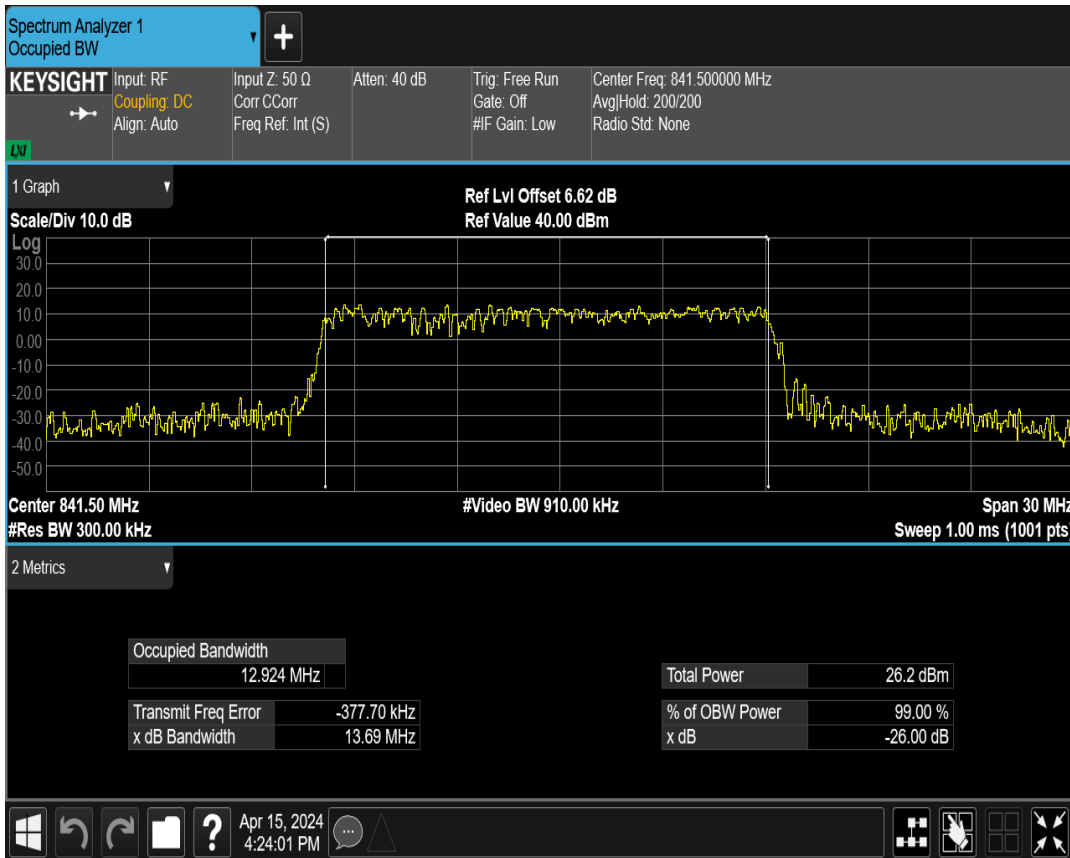 Spectrum Analyzer 1
Occupied BW
KEYSIGHT
LXI
Input: RF
Coupling: DC
Align: Auto
Input Z: 50 Ω
Corr CCorr
Freq Ref: Int (S)
Atten: 40 dB
Trig: Free Run
Gate: Off
#IF Gain: Low
Center Freq: 841.500000 MHz
Avg|Hold: 200/200
Radio Std: None
1 Graph
Scale/Div 10.0 dB
Ref Lvl Offset 6.62 dB
Ref Value 40.00 dBm
Log
30.0
20.0
10.0
0.00
-10.0
-20.0
-30.0
-40.0
-50.0
Center 841.50 MHz
#Res BW 300.00 kHz
#Video BW 910.00 kHz
Span 30 MHz
Sweep 1.00 ms (1001 pts)
2 Metrics
Occupied Bandwidth
12.924 MHz
Transmit Freq Error -377.70 kHz
x dB Bandwidth 13.69 MHz
Total Power 26.2 dBm
% of OBW Power 99.00 %
x dB -26.00 dB
?
Apr 15, 2024
4:24:01 PM